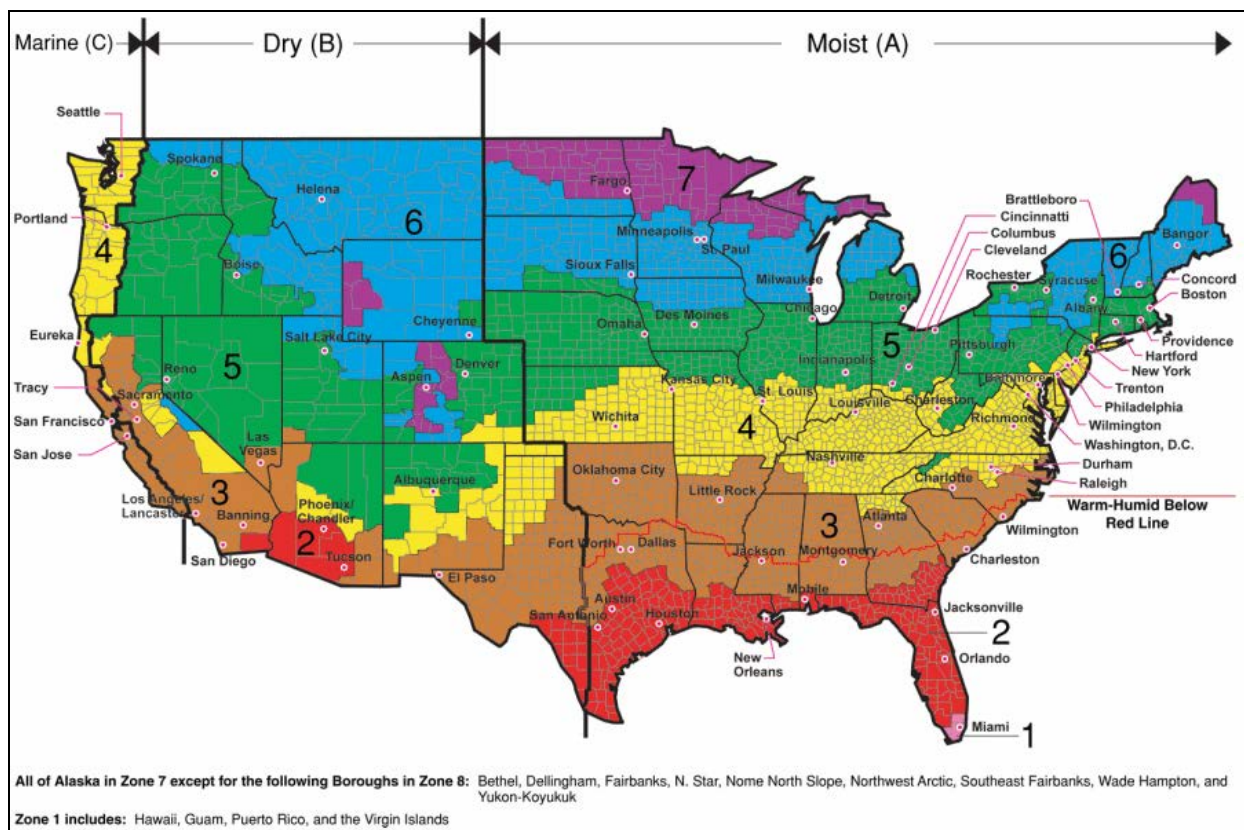 Marine (C)
Dry (B)
Moist (A)
Seattle
Spokane
Helena
Portland
4
6
Boise
Eureka
Salt Lake City
Cheyenne
Reno
5
Aspen
Denver
Tracy
Sacramento
San Francisco
San Jose
Las
Vegas
Albuquerque
Los Angeles/
Lancaster
3
Banning
Phoenix/
Chandler
2
Tucson
San Diego
El Paso
Fargo
7
Minneapolis
St. Paul
Sioux Falls
Milwaukee
Chicago
Detroit
Des Moines
Omaha
Indianapolis
5
Pittsburgh
Kansas City
St. Louis
Wichita
4
Louisville
Charleston
Richmond
Baltimore
Nashville
Charlotte
Oklahoma City
Little Rock
3
Atlanta
Fort Worth
Dallas
Jackson
Montgomery
Austin
San Antonio
Houston
Mobile
New
Orleans
Brattleboro
Cincinnatti
Columbus
Cleveland
Rochester
Syracuse
Albany
6
Bangor
Concord
Boston
Providence
Hartford
New York
Trenton
Philadelphia
Wilmington
Washington, D.C.
Durham
Raleigh
Warm-Humid Below
Red Line
Wilmington
Charleston
Jacksonville
2
Orlando
Miami
1
All of Alaska in Zone 7 except for the following Boroughs in Zone 8: Bethel, Dellingham, Fairbanks, N. Star, Nome North Slope, Northwest Arctic, Southeast Fairbanks, Wade Hampton, and
Yukon-Koyukuk
Zone 1 includes: Hawaii, Guam, Puerto Rico, and the Virgin Islands